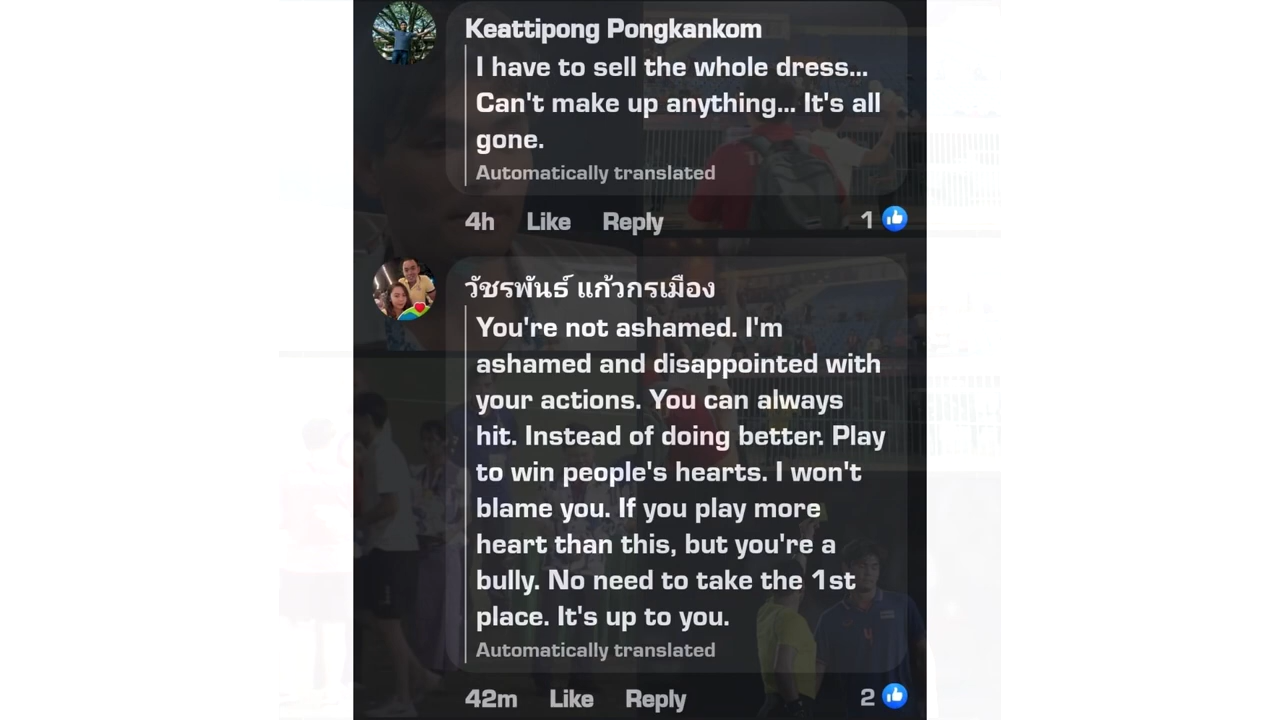 Keattipong Pongkankom
I have to sell the whole dress...
Can't make up anything... It's all
gone.
Automatically translated
4h Like Reply 1
วัชรพันธ์ แก้วกรเมือง
You're not ashamed. I'm
ashamed and disappointed with
your actions. You can always
hit. Instead of doing better. Play
to win people's hearts. I won't
blame you. If you play more
heart than this, but you're a
bully. No need to take the 1st
place. It's up to you.
Automatically translated
42m Like Reply 2